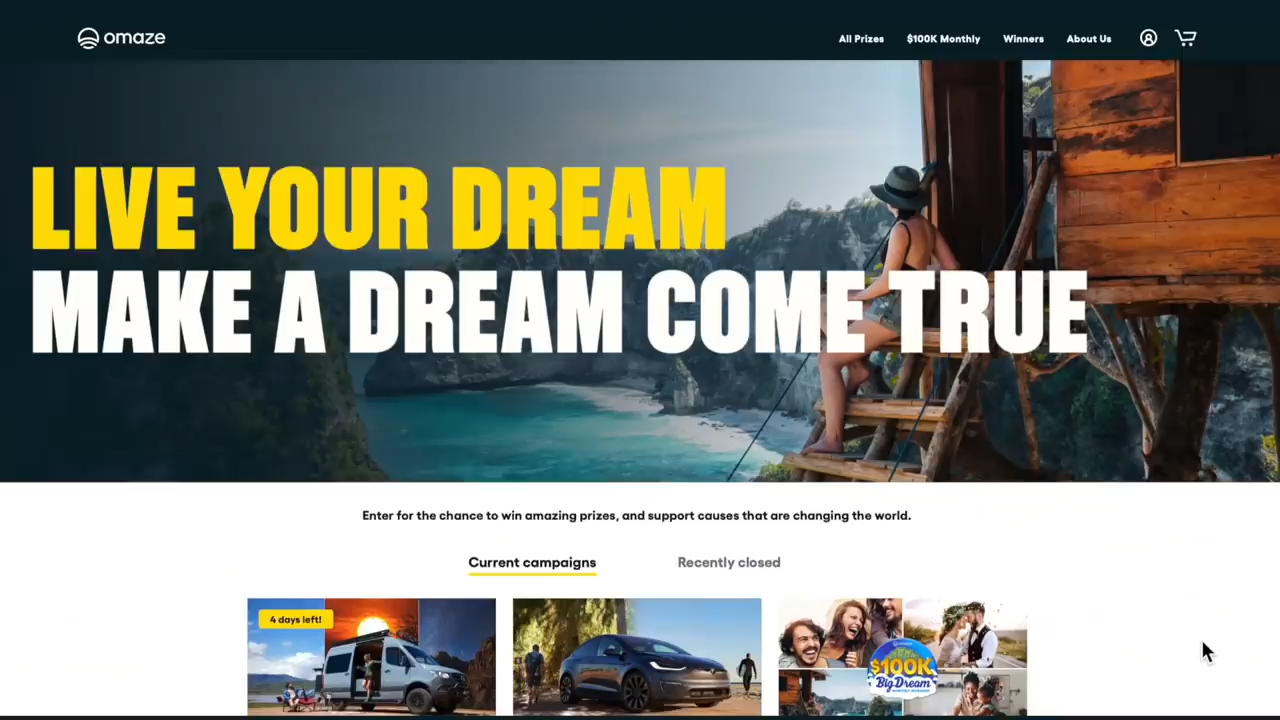 omaze
All Prizes
$100K Monthly
Winners
About Us
LIVE YOUR DREAM
MAKE A DREAM COME TRUE
Enter for the chance to win amazing prizes, and support causes that are changing the world.
Current campaigns
Recently closed
4 days left!
$100K
Big Dream